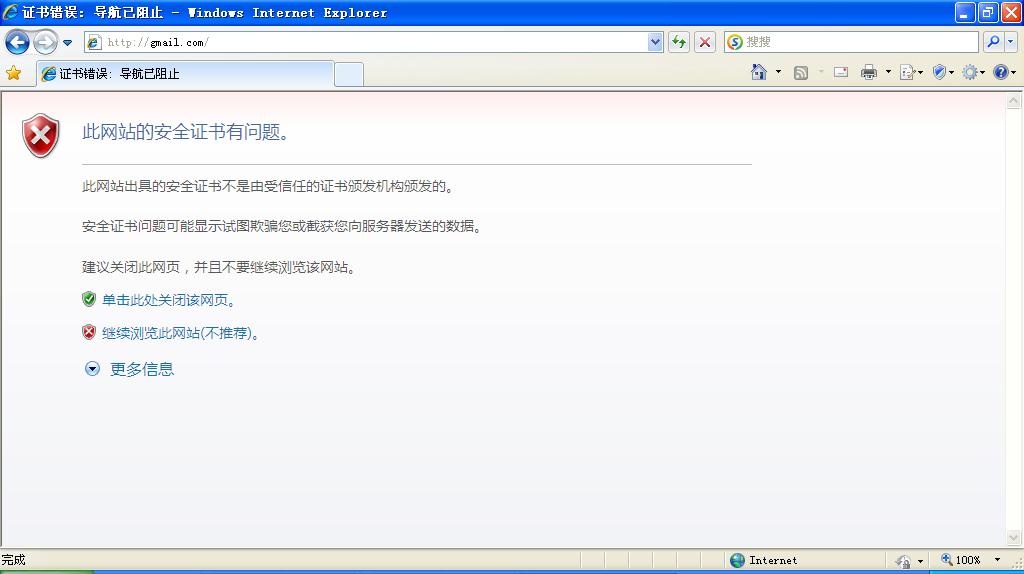 证书错误: 导航已阻止 - Windows Internet Explorer
http://gmail.com/
搜搜
证书错误: 导航已阻止
此网站的安全证书有问题。
此网站出具的安全证书不是由受信任的证书颁发机构颁发的。
安全证书问题可能显示试图欺骗您或截获您向服务器发送的数据。
建议关闭此网页，并且不要继续浏览该网站。
单击此处关闭该网页。
继续浏览此网站(不推荐)。
更多信息
完成
Internet
100%